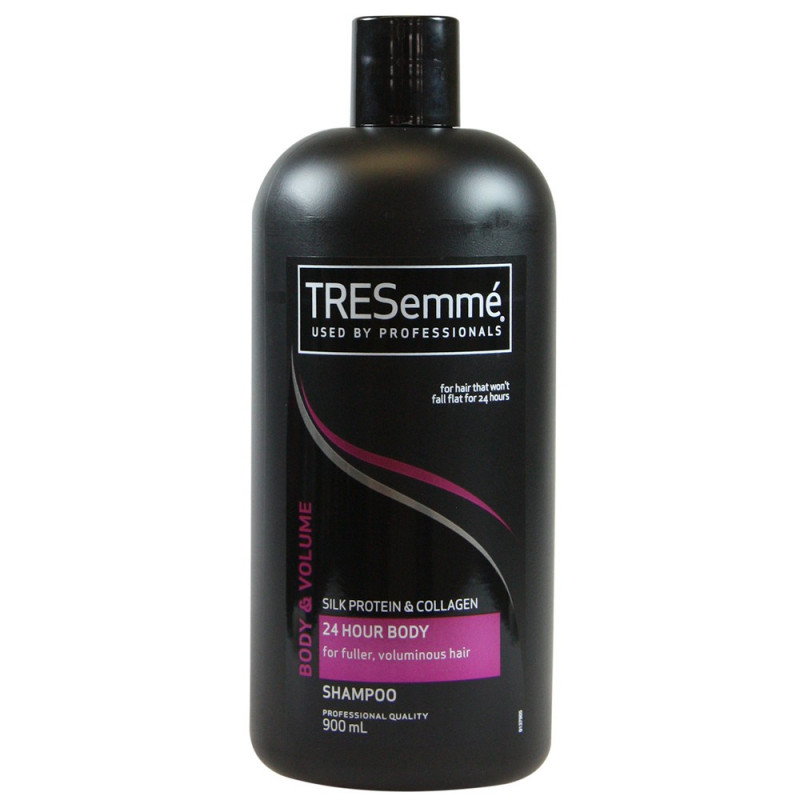 TRESemmé
USED BY PROFESSIONALS
for hair that won't
fall flat for 24 hours
BODY & VOLUME
SILK PROTEIN & COLLAGEN
24 HOUR BODY
for fuller, voluminous hair
SHAMPOO
PROFESSIONAL QUALITY
900 mL